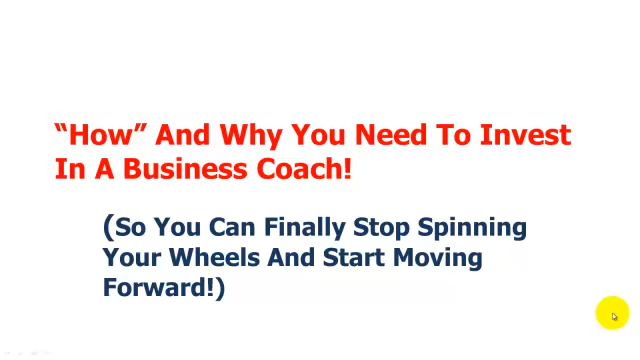 “How” And Why You Need To Invest
In A Business Coach!
(So You Can Finally Stop Spinning
Your Wheels And Start Moving
Forward!)